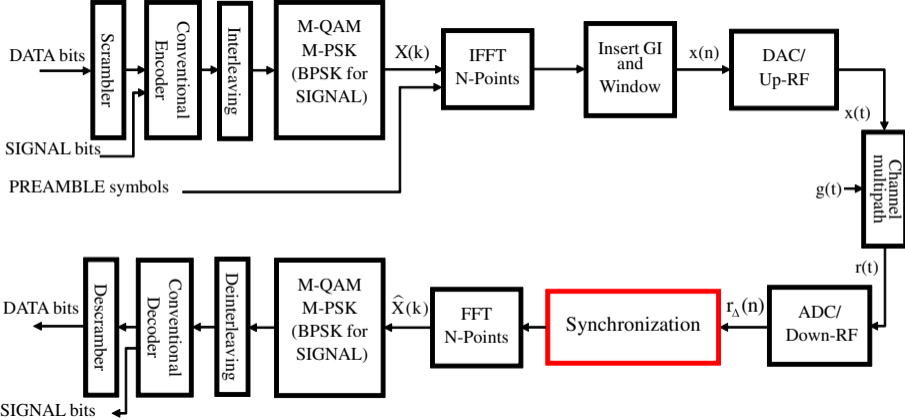 DATA bits
Scrambler
Conventional
Encoder
Interleaving
M-QAM
M-PSK
(BPSK for
SIGNAL)
X(k)
IFFT
N-Points
Insert GI
and
Window
x(n)
DAC/
Up-RF
x(t)
SIGNAL bits
PREAMBLE symbols
g(t)
Channel
multipath
r(t)
DATA bits
Descramber
Conventional
Decoder
Deinterleaving
M-QAM
M-PSK
(BPSK for
SIGNAL)
X̂(k)
FFT
N-Points
Synchronization
r_Δ(n)
ADC/
Down-RF
SIGNAL bits